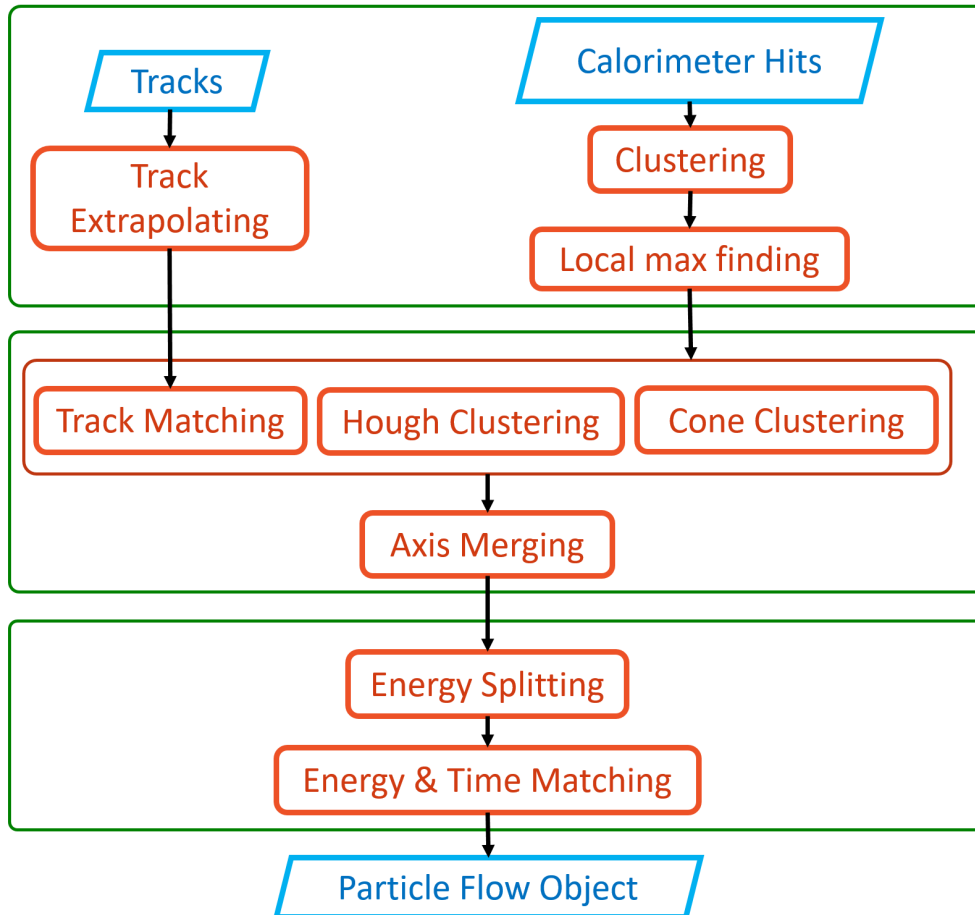 Tracks
Calorimeter Hits
Track
Extrapolating
Clustering
Local max finding
Track Matching
Hough Clustering
Cone Clustering
Axis Merging
Energy Splitting
Energy & Time Matching
Particle Flow Object